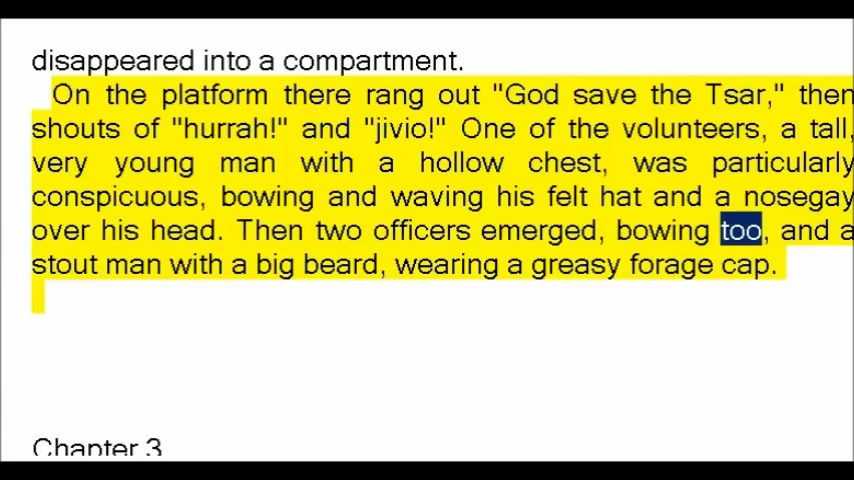 disappeared into a compartment.
On the platform there rang out "God save the Tsar," then
shouts of "hurrah!" and "jivio!" One of the volunteers, a tall,
very young man with a hollow chest, was particularly
conspicuous, bowing and waving his felt hat and a nosegay
over his head. Then two officers emerged, bowing too, and a
stout man with a big beard, wearing a greasy forage cap.
Chapter 3